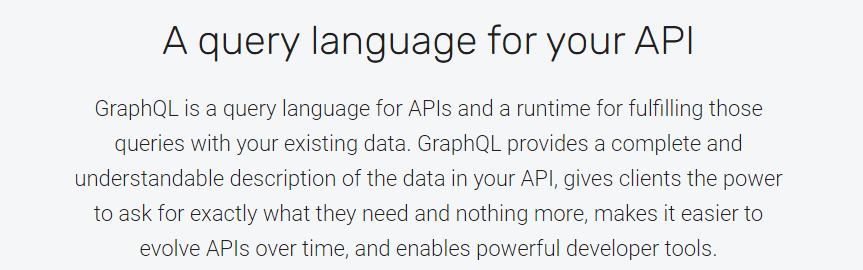 A query language for your API
GraphQL is a query language for APIs and a runtime for fulfilling those
queries with your existing data. GraphQL provides a complete and
understandable description of the data in your API, gives clients the power
to ask for exactly what they need and nothing more, makes it easier to
evolve APIs over time, and enables powerful developer tools.